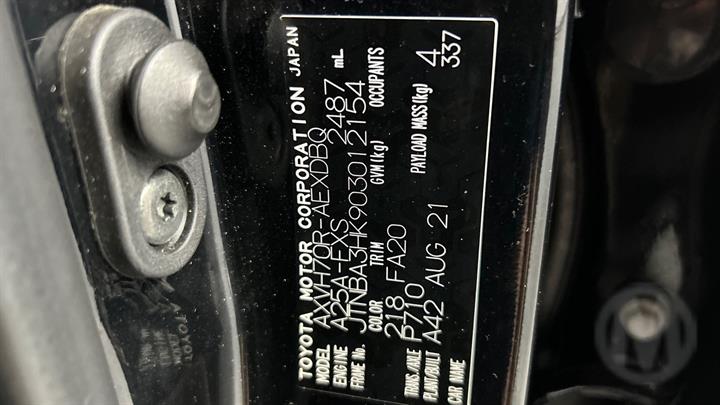 TOYOTA MOTOR CORPORATION JAPAN
MODEL AXVH70R-AEXDBQ
ENGINE A25A-FXS 2487 mL
FRAME No. JTNBA3HK903012154
COLOR TRIM GVM(kg) OCCUPANTS
218 FA20 4
TRANS./AXLE P710 PAYLOAD MASS(kg) 337
PLANT/BUILT A42 AUG 21
CAR NAME